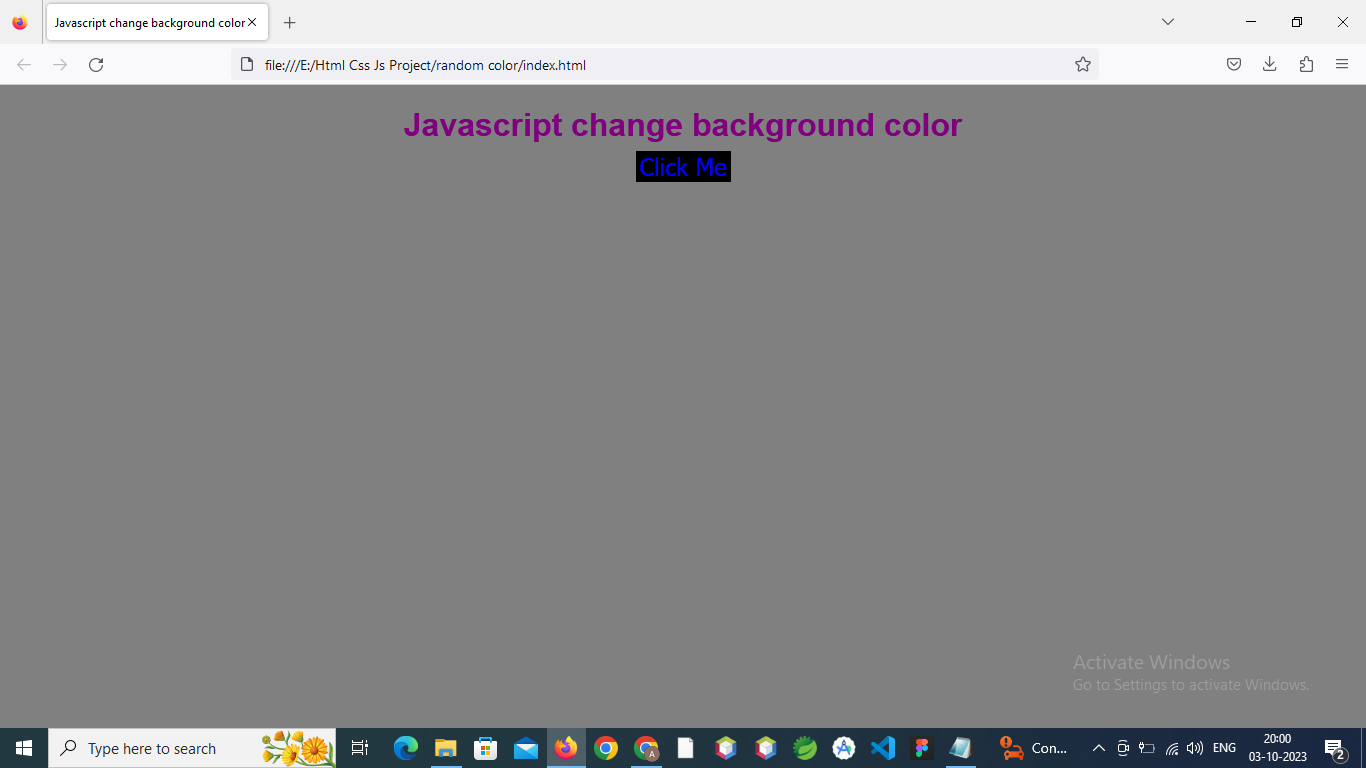 Javascript change background color
file:///E:/Html Css Js Project/random color/index.html
Javascript change background color
Click Me
Activate Windows
Go to Settings to activate Windows.
Type here to search
A
Con...
ENG
20:00
03-10-2023
2